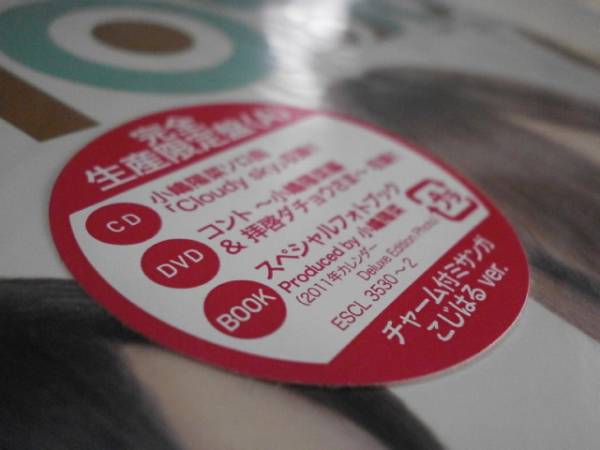 完全
生産限定盤(A)
CD
小嶋陽菜ソロ曲
「Cloudy sky」収録!!
DVD
コント ～小嶋陽菜編
& 拝啓ダチョウさま～ 収録!!
BOOK
スペシャルフォトブック
Produced by 小嶋陽菜
(2011年カレンダー Deluxe Edition Photo)
ESCL 3530～2
プラ
チャーム付ミサンガ
こじはる ver.